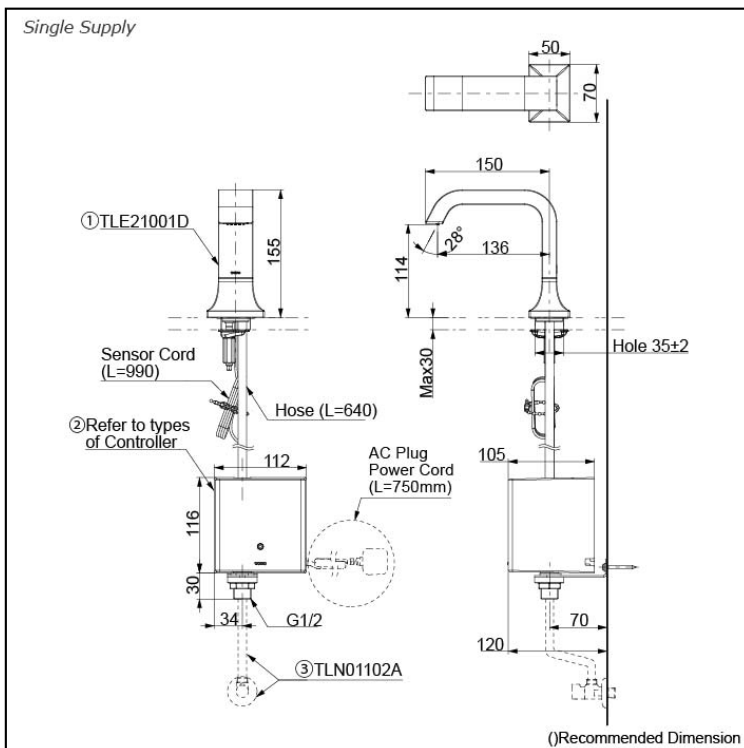 Single Supply
50
70
150
①TLE21001D
155
28°
136
114
Max30
Hole 35±2
Sensor Cord
(L=990)
Hose (L=640)
②Refer to types
of Controller
AC Plug
Power Cord
(L=750mm)
112
105
116
30
34
G1/2
70
120
③TLN01102A
()Recommended Dimension